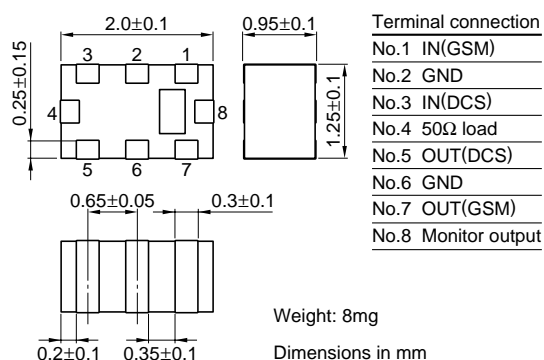 2.0±0.1
0.95±0.1
3 2 1
0.25±0.15
4
8
1.25±0.1
5 6 7
0.65±0.05
0.3±0.1
0.2±0.1
0.35±0.1
Weight: 8mg
Dimensions in mm
Terminal connection
No.1 IN(GSM)
No.2 GND
No.3 IN(DCS)
No.4 50Ω load
No.5 OUT(DCS)
No.6 GND
No.7 OUT(GSM)
No.8 Monitor output